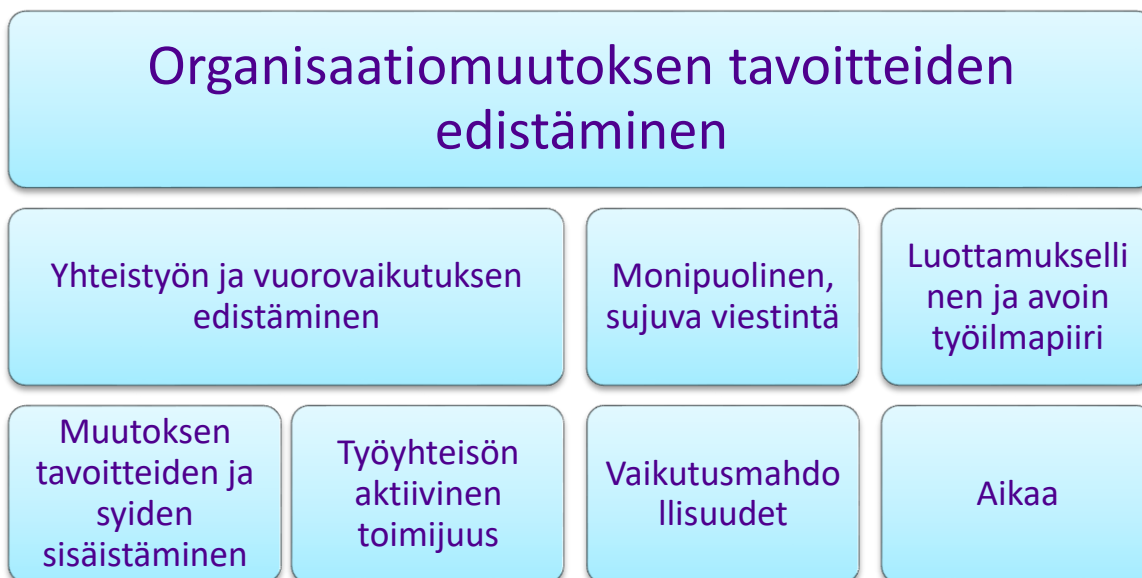 Organisaatiomuutoksen tavoitteiden
edistäminen
Yhteistyön ja vuorovaikutuksen
edistäminen
Monipuolinen,
sujuva viestintä
Luottamukselli
nen ja avoin
työilmapiiri
Muutoksen
tavoitteiden ja
syiden
sisäistäminen
Työyhteisön
aktiivinen
toimijuus
Vaikutusmahdo
llisuudet
Aikaa